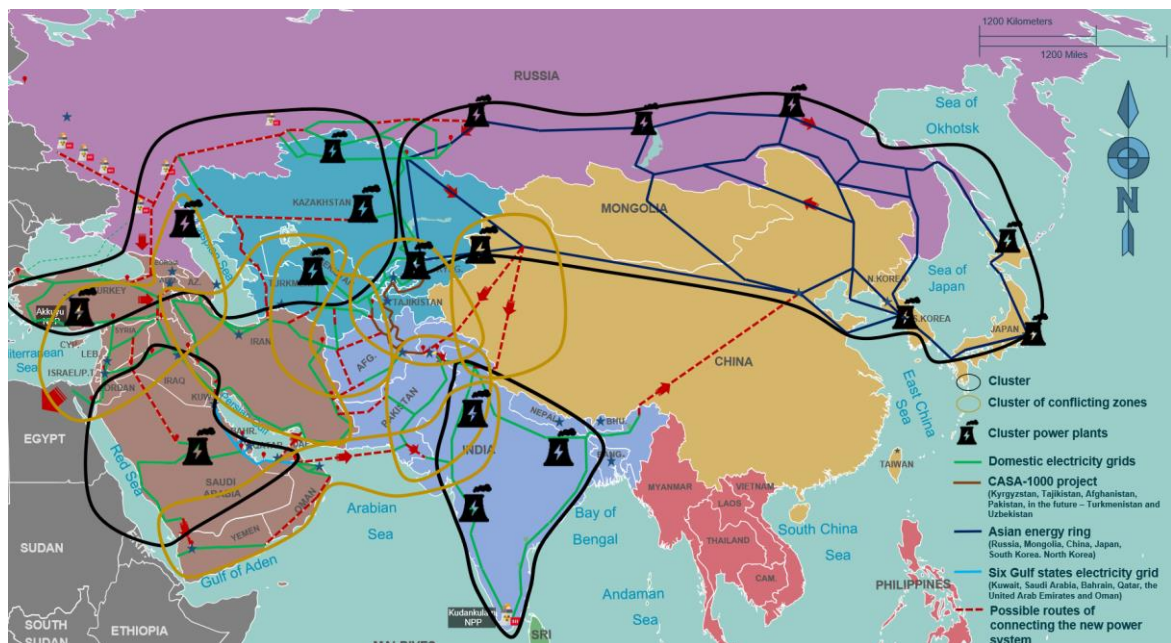 1200 Kilometers
1200 Miles
RUSSIA
Sea of
Okhotsk
N
KAZAKHSTAN
MONGOLIA
TURKEY
AZ.
Akkuyu
NPP
SYRIA
TAJIKISTAN
N.KOREA
Sea of
Japan
S.KOREA
JAPAN
LEB.
ISRAEL/P.T.
IRAQ
IRAN
AFG.
CHINA
KUW.
PAKISTAN
EGYPT
Red Sea
SAUDI
ARABIA
OMAN
YEMEN
Gulf of Aden
NEPAL
BHU.
INDIA
BANG.
East China
Sea
TAIWAN
MYANMAR
VIETNAM
LAOS
THAILAND
CAM.
Arabian
Sea
Bay of
Bengal
South China
Sea
Andaman
Sea
PHILIPPINES
SUDAN
SOUTH
SUDAN
ETHIOPIA
Kudankulam
NPP
SRI
MALDIVES
Cluster
Cluster of conflicting zones
Cluster power plants
Domestic electricity grids
CASA-1000 project
(Kyrgyzstan, Tajikistan, Afghanistan,
Pakistan, in the future – Turkmenistan and
Uzbekistan
Asian energy ring
(Russia, Mongolia, China, Japan,
South Korea. North Korea)
Six Gulf states electricity grid
(Kuwait, Saudi Arabia, Bahrain, Qatar, the
United Arab Emirates and Oman)
Possible routes of
connecting the new power
system